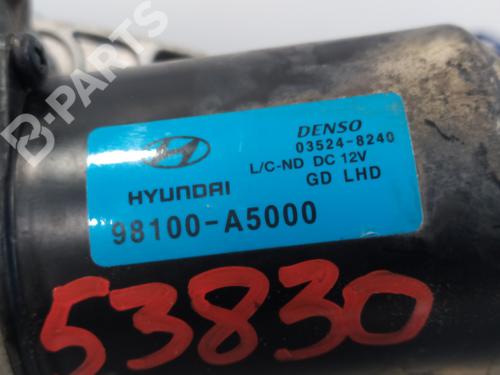 B-PARTS
DENSO
03524-8240
L/C-ND DC 12V
GD LHD
HYUNDAI
98100-A5000
53830